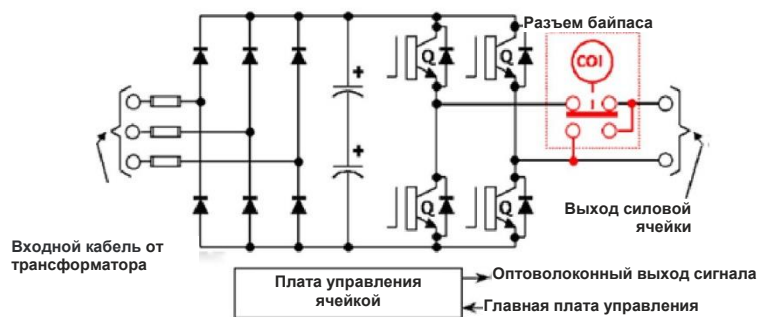 Разъем байпаса
COI
+
Q
Q
+
Q
Q
Выход силовой
ячейки
Входной кабель от
трансформатора
Плата управления
ячейкой
Оптоволоконный выход сигнала
Главная плата управления